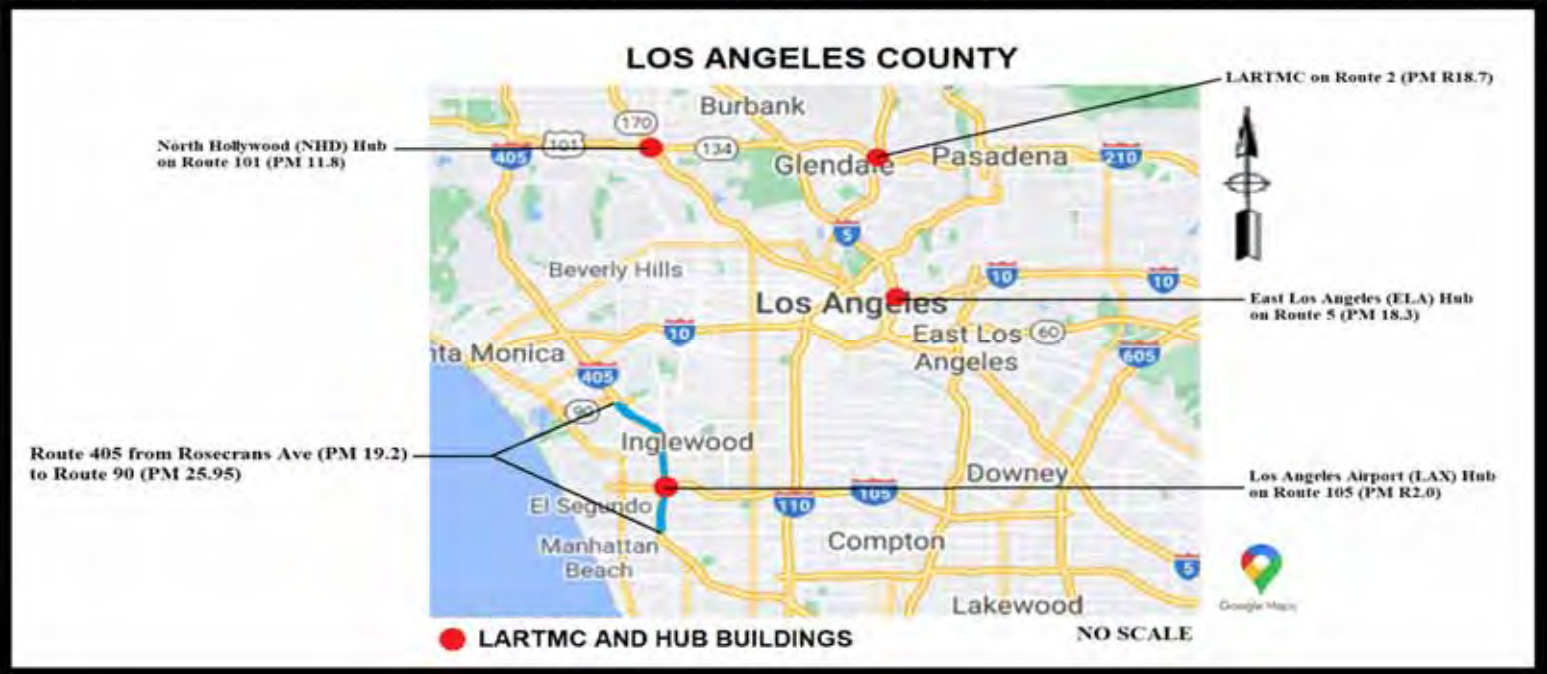 LOS ANGELES COUNTY
LARTMC on Route 2 (PM R18.7)
Burbank
170
North Hollywood (NHD) Hub
on Route 101 (PM 11.8)
101
405
134
Glendale
Pasadena
210
5
Beverly Hills
10
10
Los Angeles
East Los Angeles (ELA) Hub
on Route 5 (PM 18.3)
10
East Los
Angeles
60
605
nta Monica
405
90
Route 405 from Rosecrans Ave (PM 19.2)
to Route 90 (PM 25.95)
Inglewood
Downey
Los Angeles Airport (LAX) Hub
on Route 105 (PM R2.0)
El Segundo
110
105
Manhattan
Beach
Compton
5
Lakewood
Google Maps
LARTMC AND HUB BUILDINGS
NO SCALE